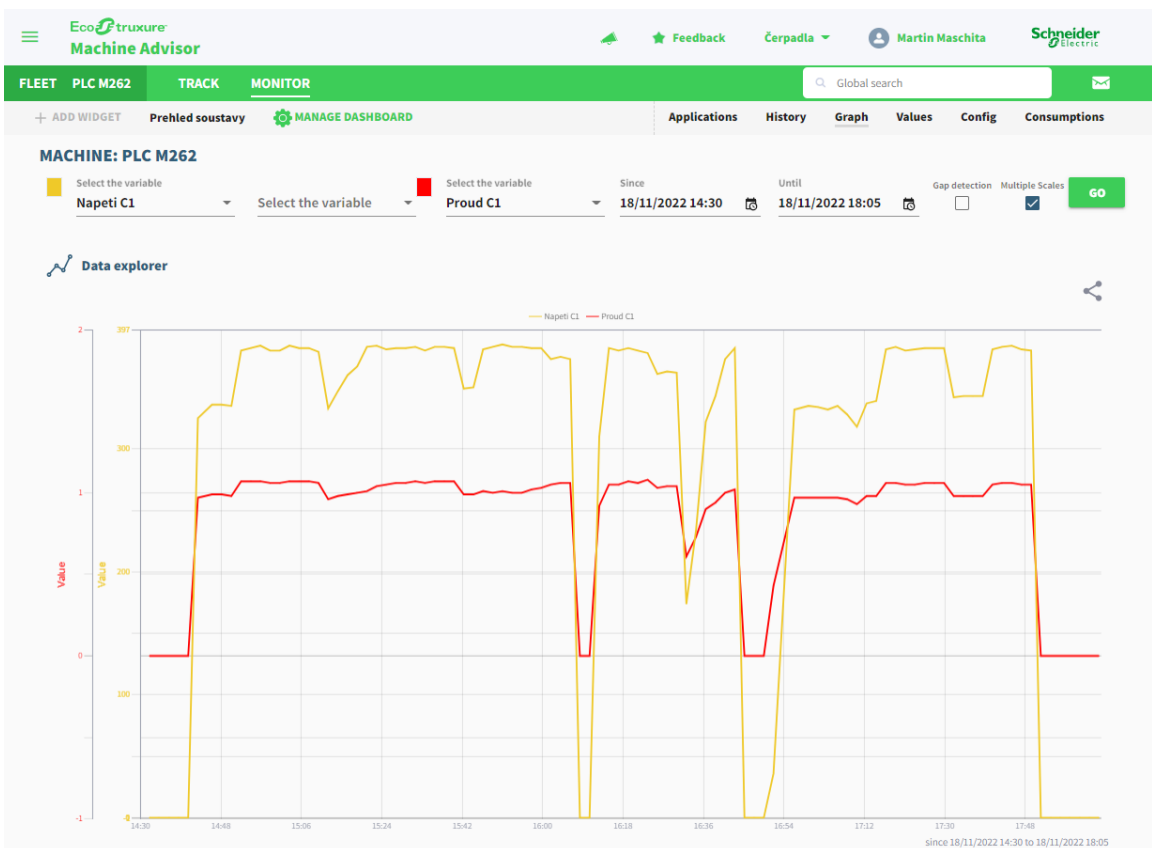 EcoStruxure
Machine Advisor
Feedback
Čerpadla
Martin Maschita
Schneider
Electric
FLEET PLC M262 TRACK MONITOR Global search
+ ADD WIDGET Prehled soustavy MANAGE DASHBOARD Applications History Graph Values Config Consumptions
MACHINE: PLC M262
Select the variable Select the variable Since Until Gap detection Multiple Scales
Napeti C1 Select the variable Proud C1 18/11/2022 14:30 18/11/2022 18:05 GO
Data explorer
Napeti C1 Proud C1
2 397
300
1
Value Value 200
0
100
-1
14:30 14:48 15:06 15:24 15:42 16:00 16:18 16:36 16:54 17:12 17:30 17:48
since 18/11/2022 14:30 to 18/11/2022 18:05